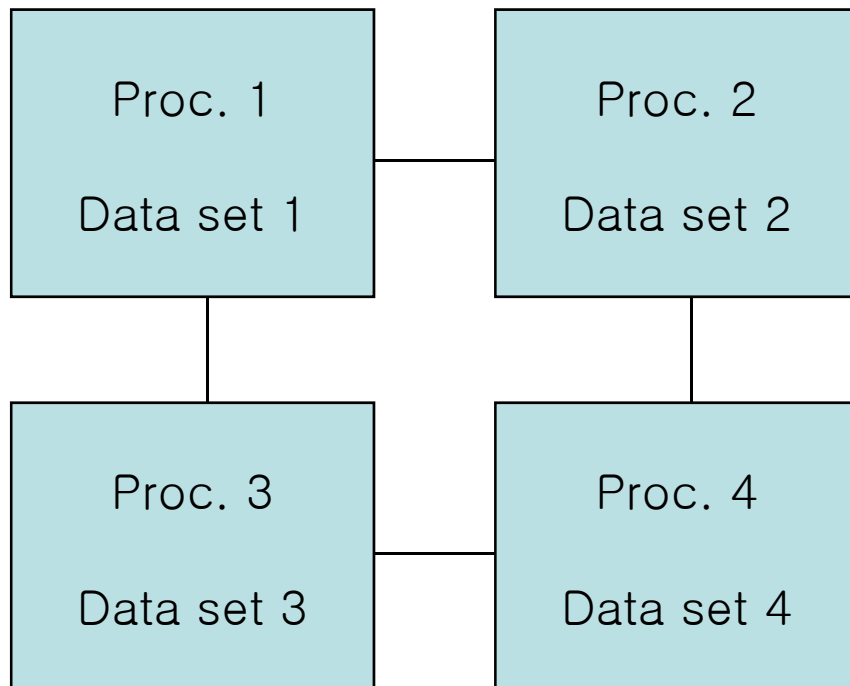 Proc. 1
Data set 1
Proc. 2
Data set 2
Proc. 3
Data set 3
Proc. 4
Data set 4